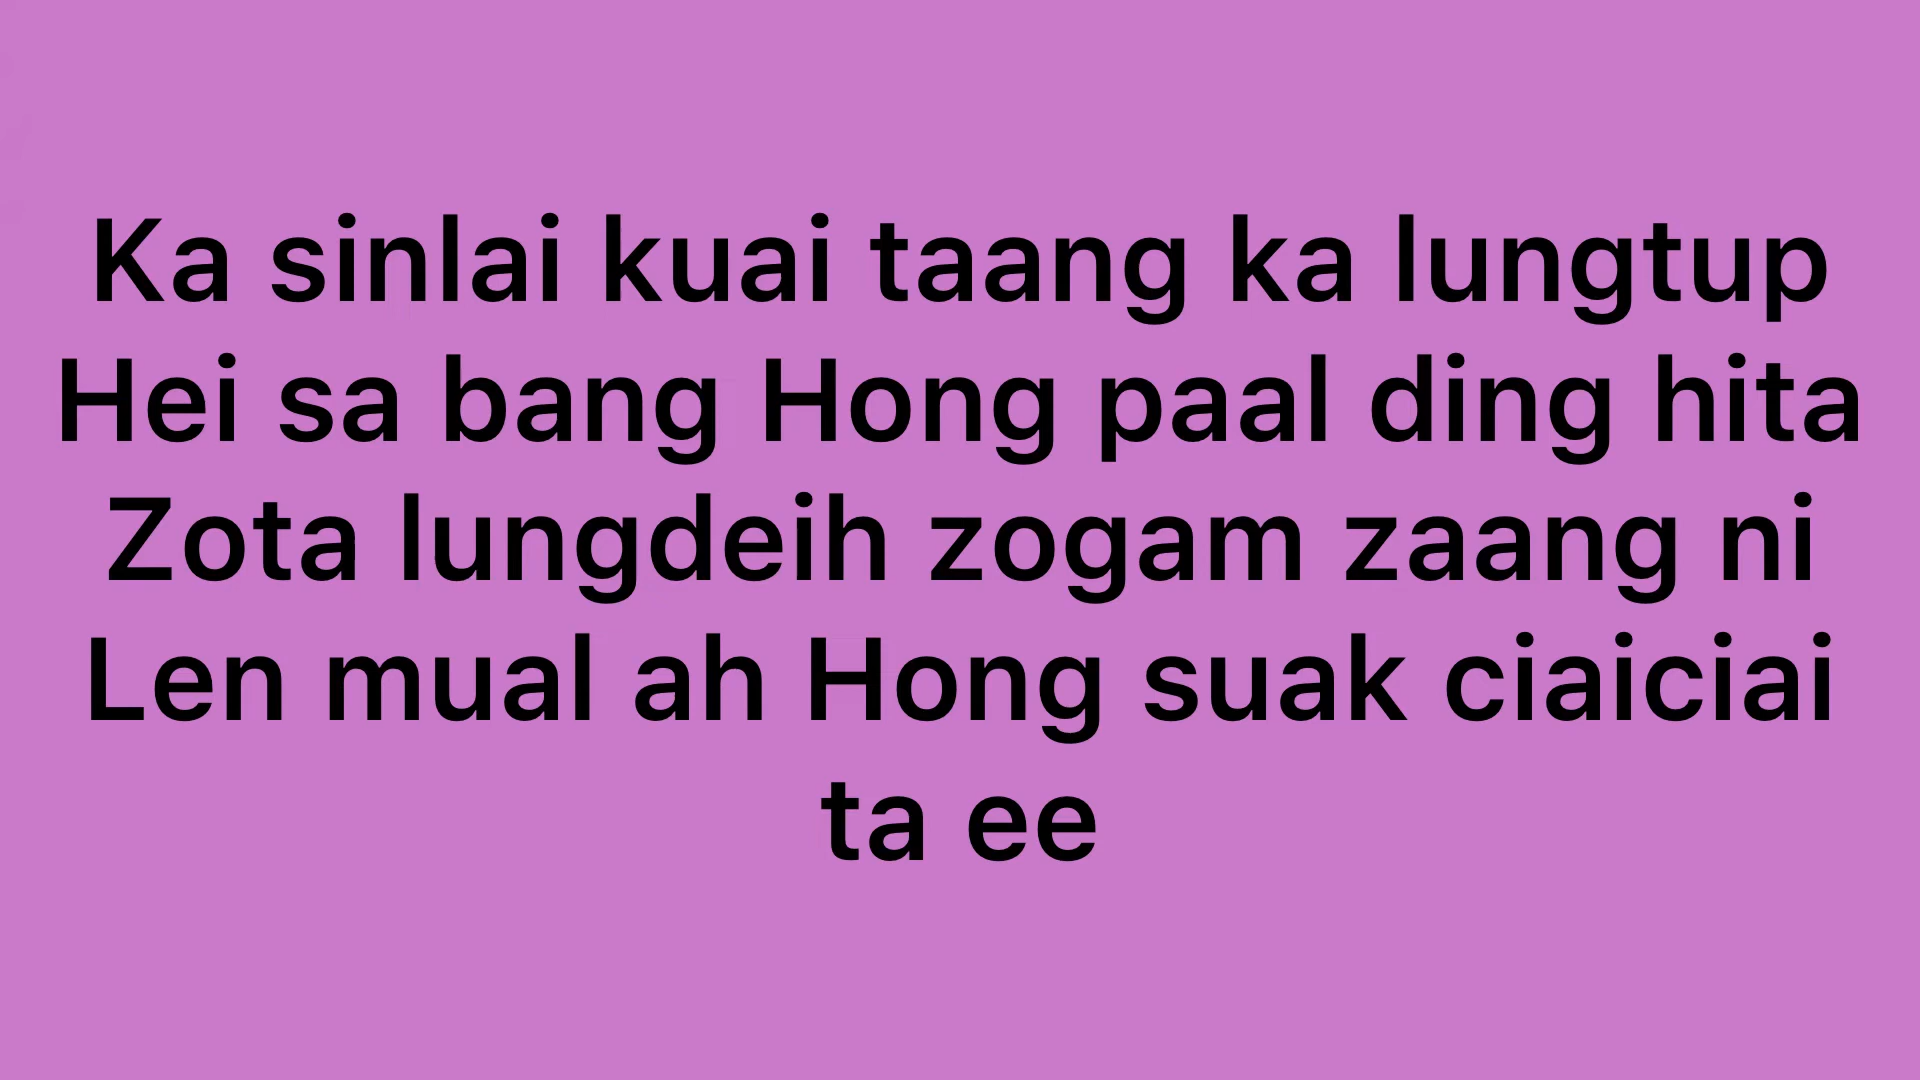 Ka sinlai kuai taang ka lungtup
Hei sa bang Hong paal ding hita
Zota lungdeih zogam zaang ni
Len mual ah Hong suak ciaiciai
ta ee